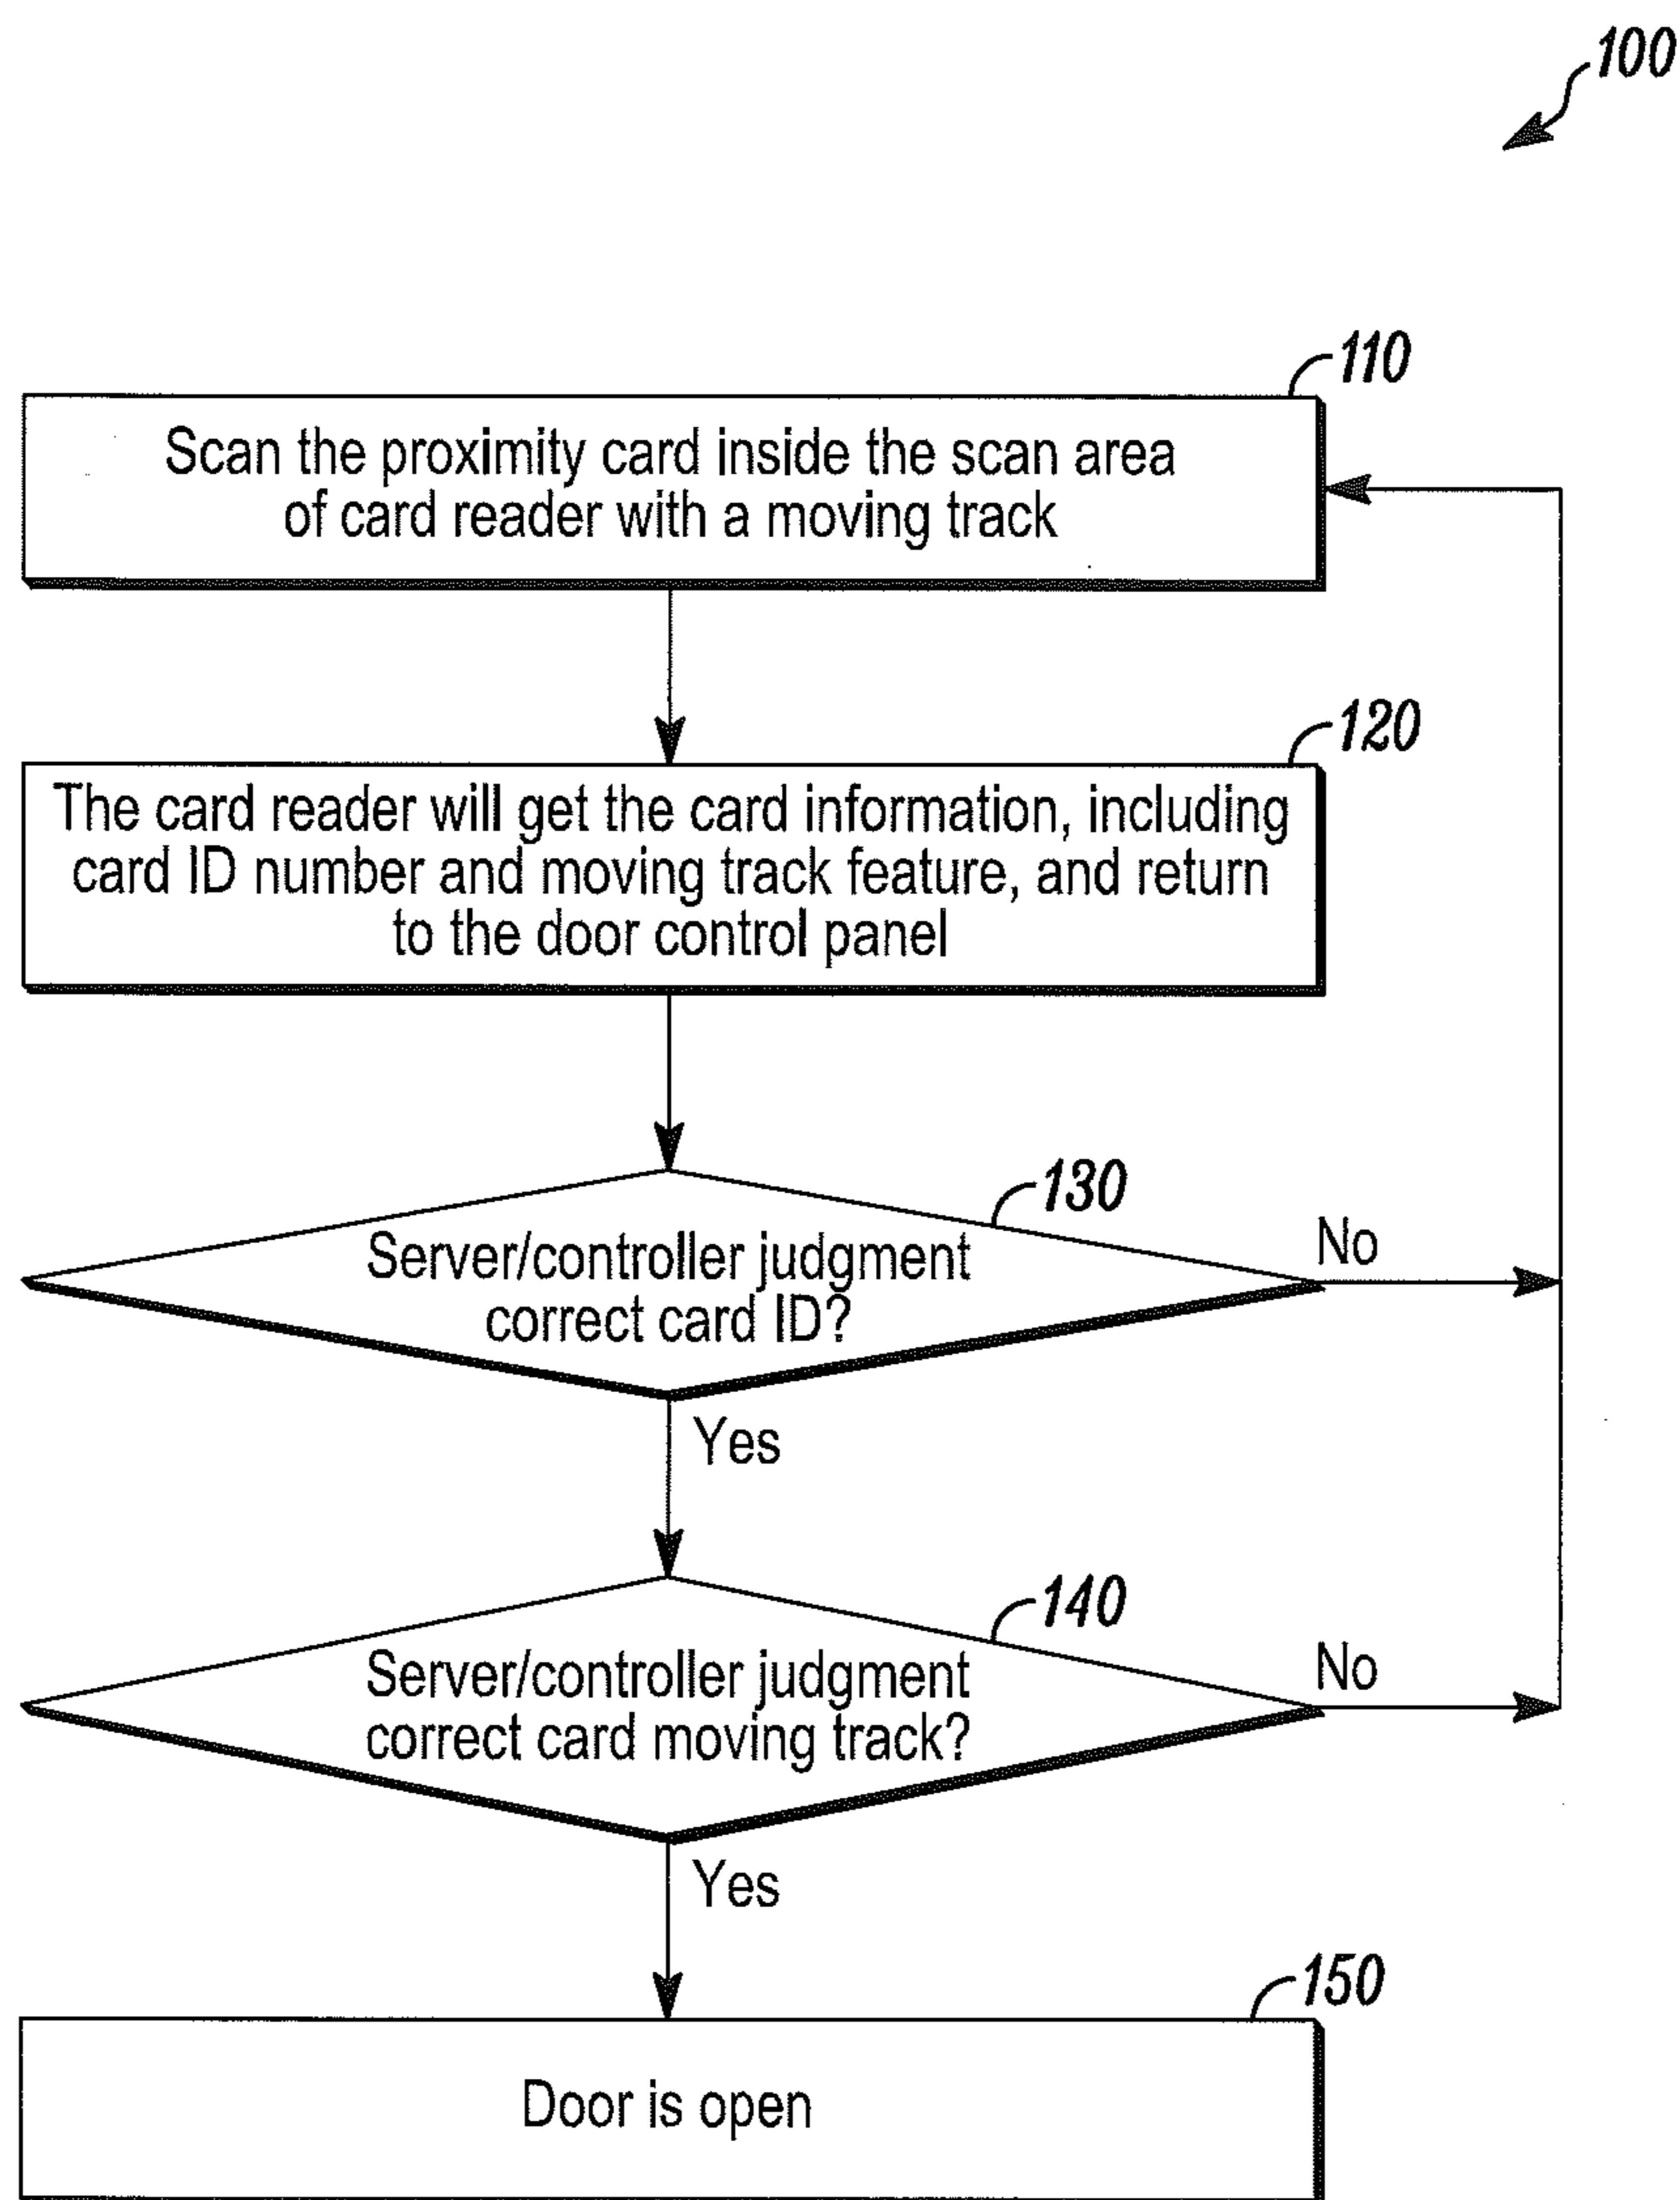 100
110
Scan the proximity card inside the scan area
of card reader with a moving track
120
The card reader will get the card information, including
card ID number and moving track feature, and return
to the door control panel
130
Server/controller judgment
correct card ID?
No
Yes
140
Server/controller judgment
correct card moving track?
No
Yes
150
Door is open